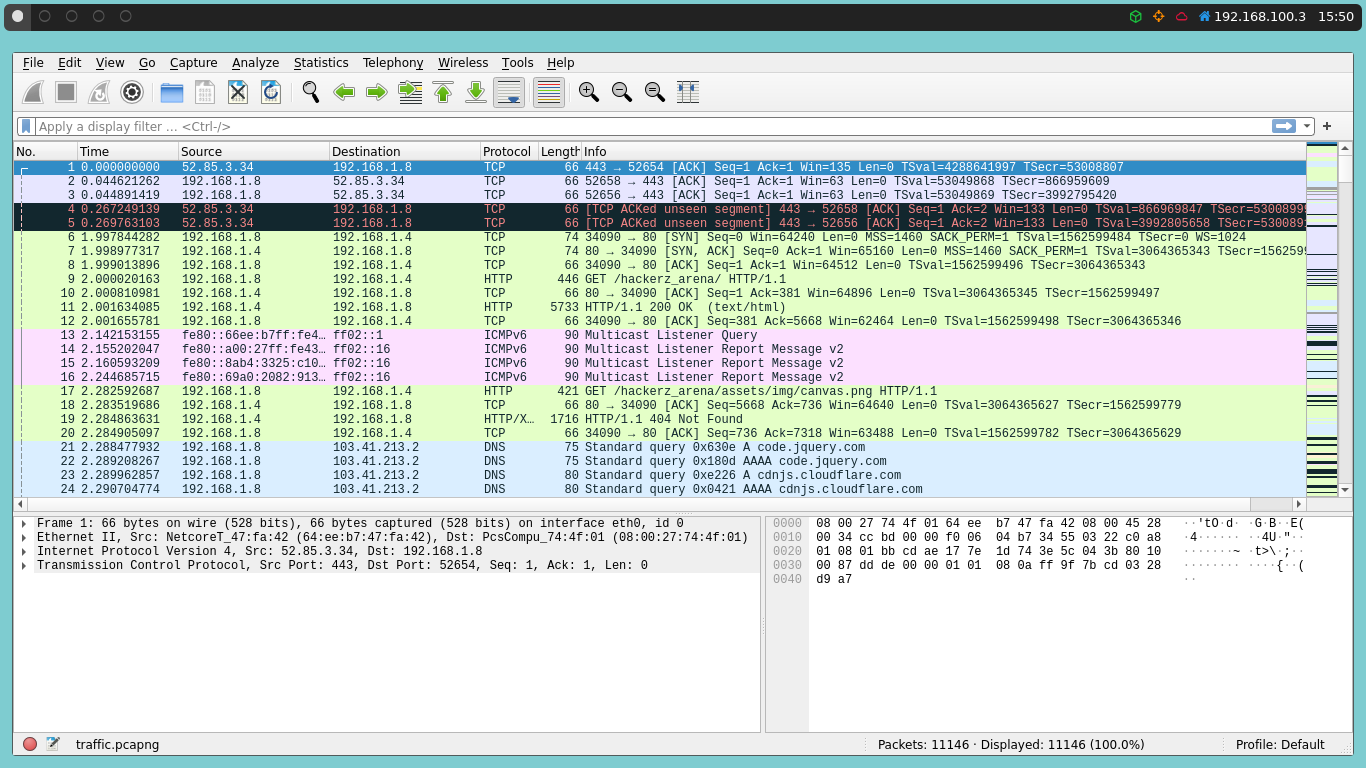 192.168.100.3 15:50
File Edit View Go Capture Analyze Statistics Telephony Wireless Tools Help
Apply a display filter ... <Ctrl-/>
No. Time Source Destination Protocol Length Info
1 0.000000000 52.85.3.34 192.168.1.8 TCP 66 443 → 52654 [ACK] Seq=1 Ack=1 Win=135 Len=0 TSval=4288641997 TSecr=53008807
2 0.044621262 192.168.1.8 52.85.3.34 TCP 66 52658 → 443 [ACK] Seq=1 Ack=1 Win=63 Len=0 TSval=53049868 TSecr=866959609
3 0.044891419 192.168.1.8 52.85.3.34 TCP 66 52656 → 443 [ACK] Seq=1 Ack=1 Win=63 Len=0 TSval=53049869 TSecr=3992795420
4 0.267249139 52.85.3.34 192.168.1.8 TCP 66 [TCP ACKed unseen segment] 443 → 52658 [ACK] Seq=1 Ack=2 Win=133 Len=0 TSval=866969847 TSecr=5300899
5 0.269763103 52.85.3.34 192.168.1.8 TCP 66 [TCP ACKed unseen segment] 443 → 52656 [ACK] Seq=1 Ack=2 Win=133 Len=0 TSval=3992805658 TSecr=530089
6 1.997844282 192.168.1.8 192.168.1.4 TCP 74 34090 → 80 [SYN] Seq=0 Win=64240 Len=0 MSS=1460 SACK_PERM=1 TSval=1562599484 TSecr=0 WS=1024
7 1.998977317 192.168.1.4 192.168.1.8 TCP 74 80 → 34090 [SYN, ACK] Seq=0 Ack=1 Win=65160 Len=0 MSS=1460 SACK_PERM=1 TSval=3064365343 TSecr=156259
8 1.999013896 192.168.1.8 192.168.1.4 TCP 66 34090 → 80 [ACK] Seq=1 Ack=1 Win=64512 Len=0 TSval=1562599496 TSecr=3064365343
9 2.000020163 192.168.1.8 192.168.1.4 HTTP 446 GET /hackerz_arena/ HTTP/1.1
10 2.000810981 192.168.1.4 192.168.1.8 TCP 66 80 → 34090 [ACK] Seq=1 Ack=381 Win=64896 Len=0 TSval=3064365345 TSecr=1562599497
11 2.001634085 192.168.1.4 192.168.1.8 HTTP 5733 HTTP/1.1 200 OK (text/html)
12 2.001655781 192.168.1.8 192.168.1.4 TCP 66 34090 → 80 [ACK] Seq=381 Ack=5668 Win=62464 Len=0 TSval=1562599498 TSecr=3064365346
13 2.142153155 fe80::66ee:b7ff:fe4… ff02::1 ICMPv6 90 Multicast Listener Query
14 2.155202047 fe80::a00:27ff:fe43… ff02::16 ICMPv6 90 Multicast Listener Report Message v2
15 2.160593209 fe80::8ab4:3325:c10… ff02::16 ICMPv6 90 Multicast Listener Report Message v2
16 2.244685715 fe80::69a0:2082:913… ff02::16 ICMPv6 90 Multicast Listener Report Message v2
17 2.282592687 192.168.1.8 192.168.1.4 HTTP 421 GET /hackerz_arena/assets/img/canvas.png HTTP/1.1
18 2.283519686 192.168.1.4 192.168.1.8 TCP 66 80 → 34090 [ACK] Seq=5668 Ack=736 Win=64640 Len=0 TSval=3064365627 TSecr=1562599779
19 2.284863631 192.168.1.4 192.168.1.8 HTTP/X… 1716 HTTP/1.1 404 Not Found
20 2.284905097 192.168.1.8 192.168.1.4 TCP 66 34090 → 80 [ACK] Seq=736 Ack=7318 Win=63488 Len=0 TSval=1562599782 TSecr=3064365629
21 2.288477932 192.168.1.8 103.41.213.2 DNS 75 Standard query 0x630e A code.jquery.com
22 2.289208267 192.168.1.8 103.41.213.2 DNS 75 Standard query 0x180d AAAA code.jquery.com
23 2.289962857 192.168.1.8 103.41.213.2 DNS 80 Standard query 0xe226 A cdnjs.cloudflare.com
24 2.290704774 192.168.1.8 103.41.213.2 DNS 80 Standard query 0x0421 AAAA cdnjs.cloudflare.com
Frame 1: 66 bytes on wire (528 bits), 66 bytes captured (528 bits) on interface eth0, id 0
Ethernet II, Src: NetcoreT_47:fa:42 (64:ee:b7:47:fa:42), Dst: PcsCompu_74:4f:01 (08:00:27:74:4f:01)
Internet Protocol Version 4, Src: 52.85.3.34, Dst: 192.168.1.8
Transmission Control Protocol, Src Port: 443, Dst Port: 52654, Seq: 1, Ack: 1, Len: 0
0000 08 00 27 74 4f 01 64 ee b7 47 fa 42 08 00 45 28 ··'tO·d· ·G·B··E(
0010 00 34 cc bd 00 00 f0 06 04 b7 34 55 03 22 c0 a8 ·4······ ··4U·"··
0020 01 08 01 bb cd ae 17 7e 1d 74 3e 5c 04 3b 80 10 ·······~ ·t>\·;··
0030 00 87 dd de 00 00 01 01 08 0a ff 9f 7b cd 03 28 ········ ····{··(
0040 d9 a7 ··
traffic.pcapng Packets: 11146 · Displayed: 11146 (100.0%) Profile: Default